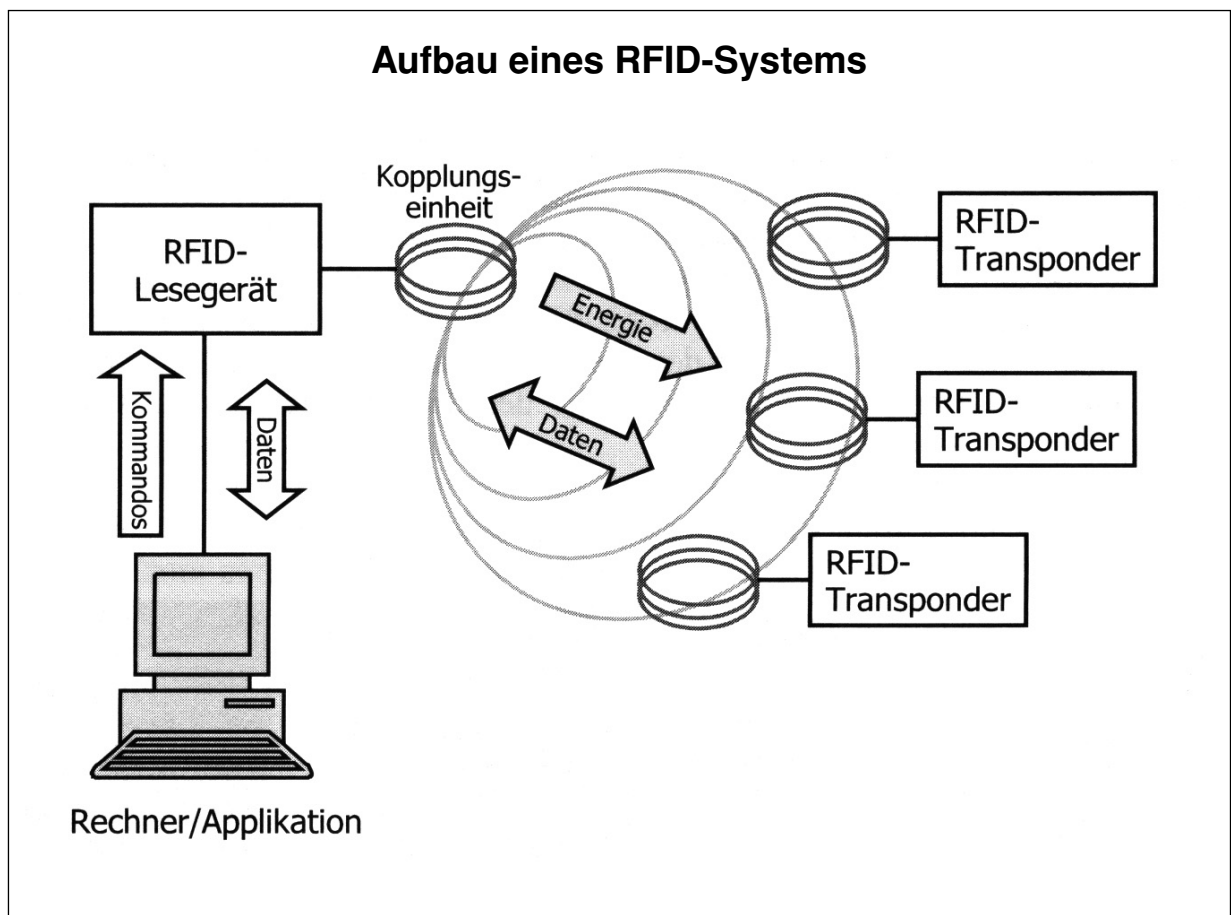 Aufbau eines RFID-Systems
Kopplungs-
einheit
RFID-
Lesegerät
RFID-
Transponder
Energie
Daten
RFID-
Transponder
Kommandos
Daten
RFID-
Transponder
Rechner/Applikation